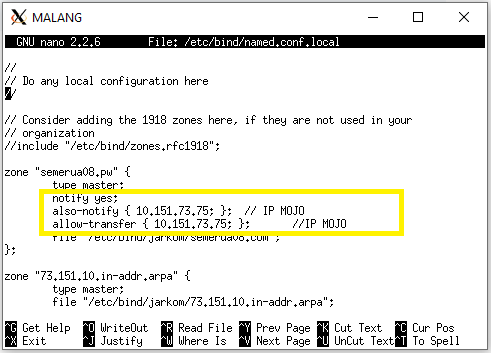 MALANG
GNU nano 2.2.6 File: /etc/bind/named.conf.local
//
// Do any local configuration here
//
// Consider adding the 1918 zones here, if they are not used in your
// organization
//include "/etc/bind/zones.rfc1918";
zone "semerua08.pw" {
type master;
notify yes;
also-notify { 10.151.73.75; }; // IP MOJO
allow-transfer { 10.151.73.75; }; //IP MOJO
file "/etc/bind/jarkom/semerua08.com";
};
zone "73.151.10.in-addr.arpa" {
type master;
file "/etc/bind/jarkom/73.151.10.in-addr.arpa";
^G Get Help ^O WriteOut ^R Read File ^Y Prev Page ^K Cut Text ^C Cur Pos
^X Exit ^J Justify ^W Where Is ^V Next Page ^U UnCut Text ^T To Spell